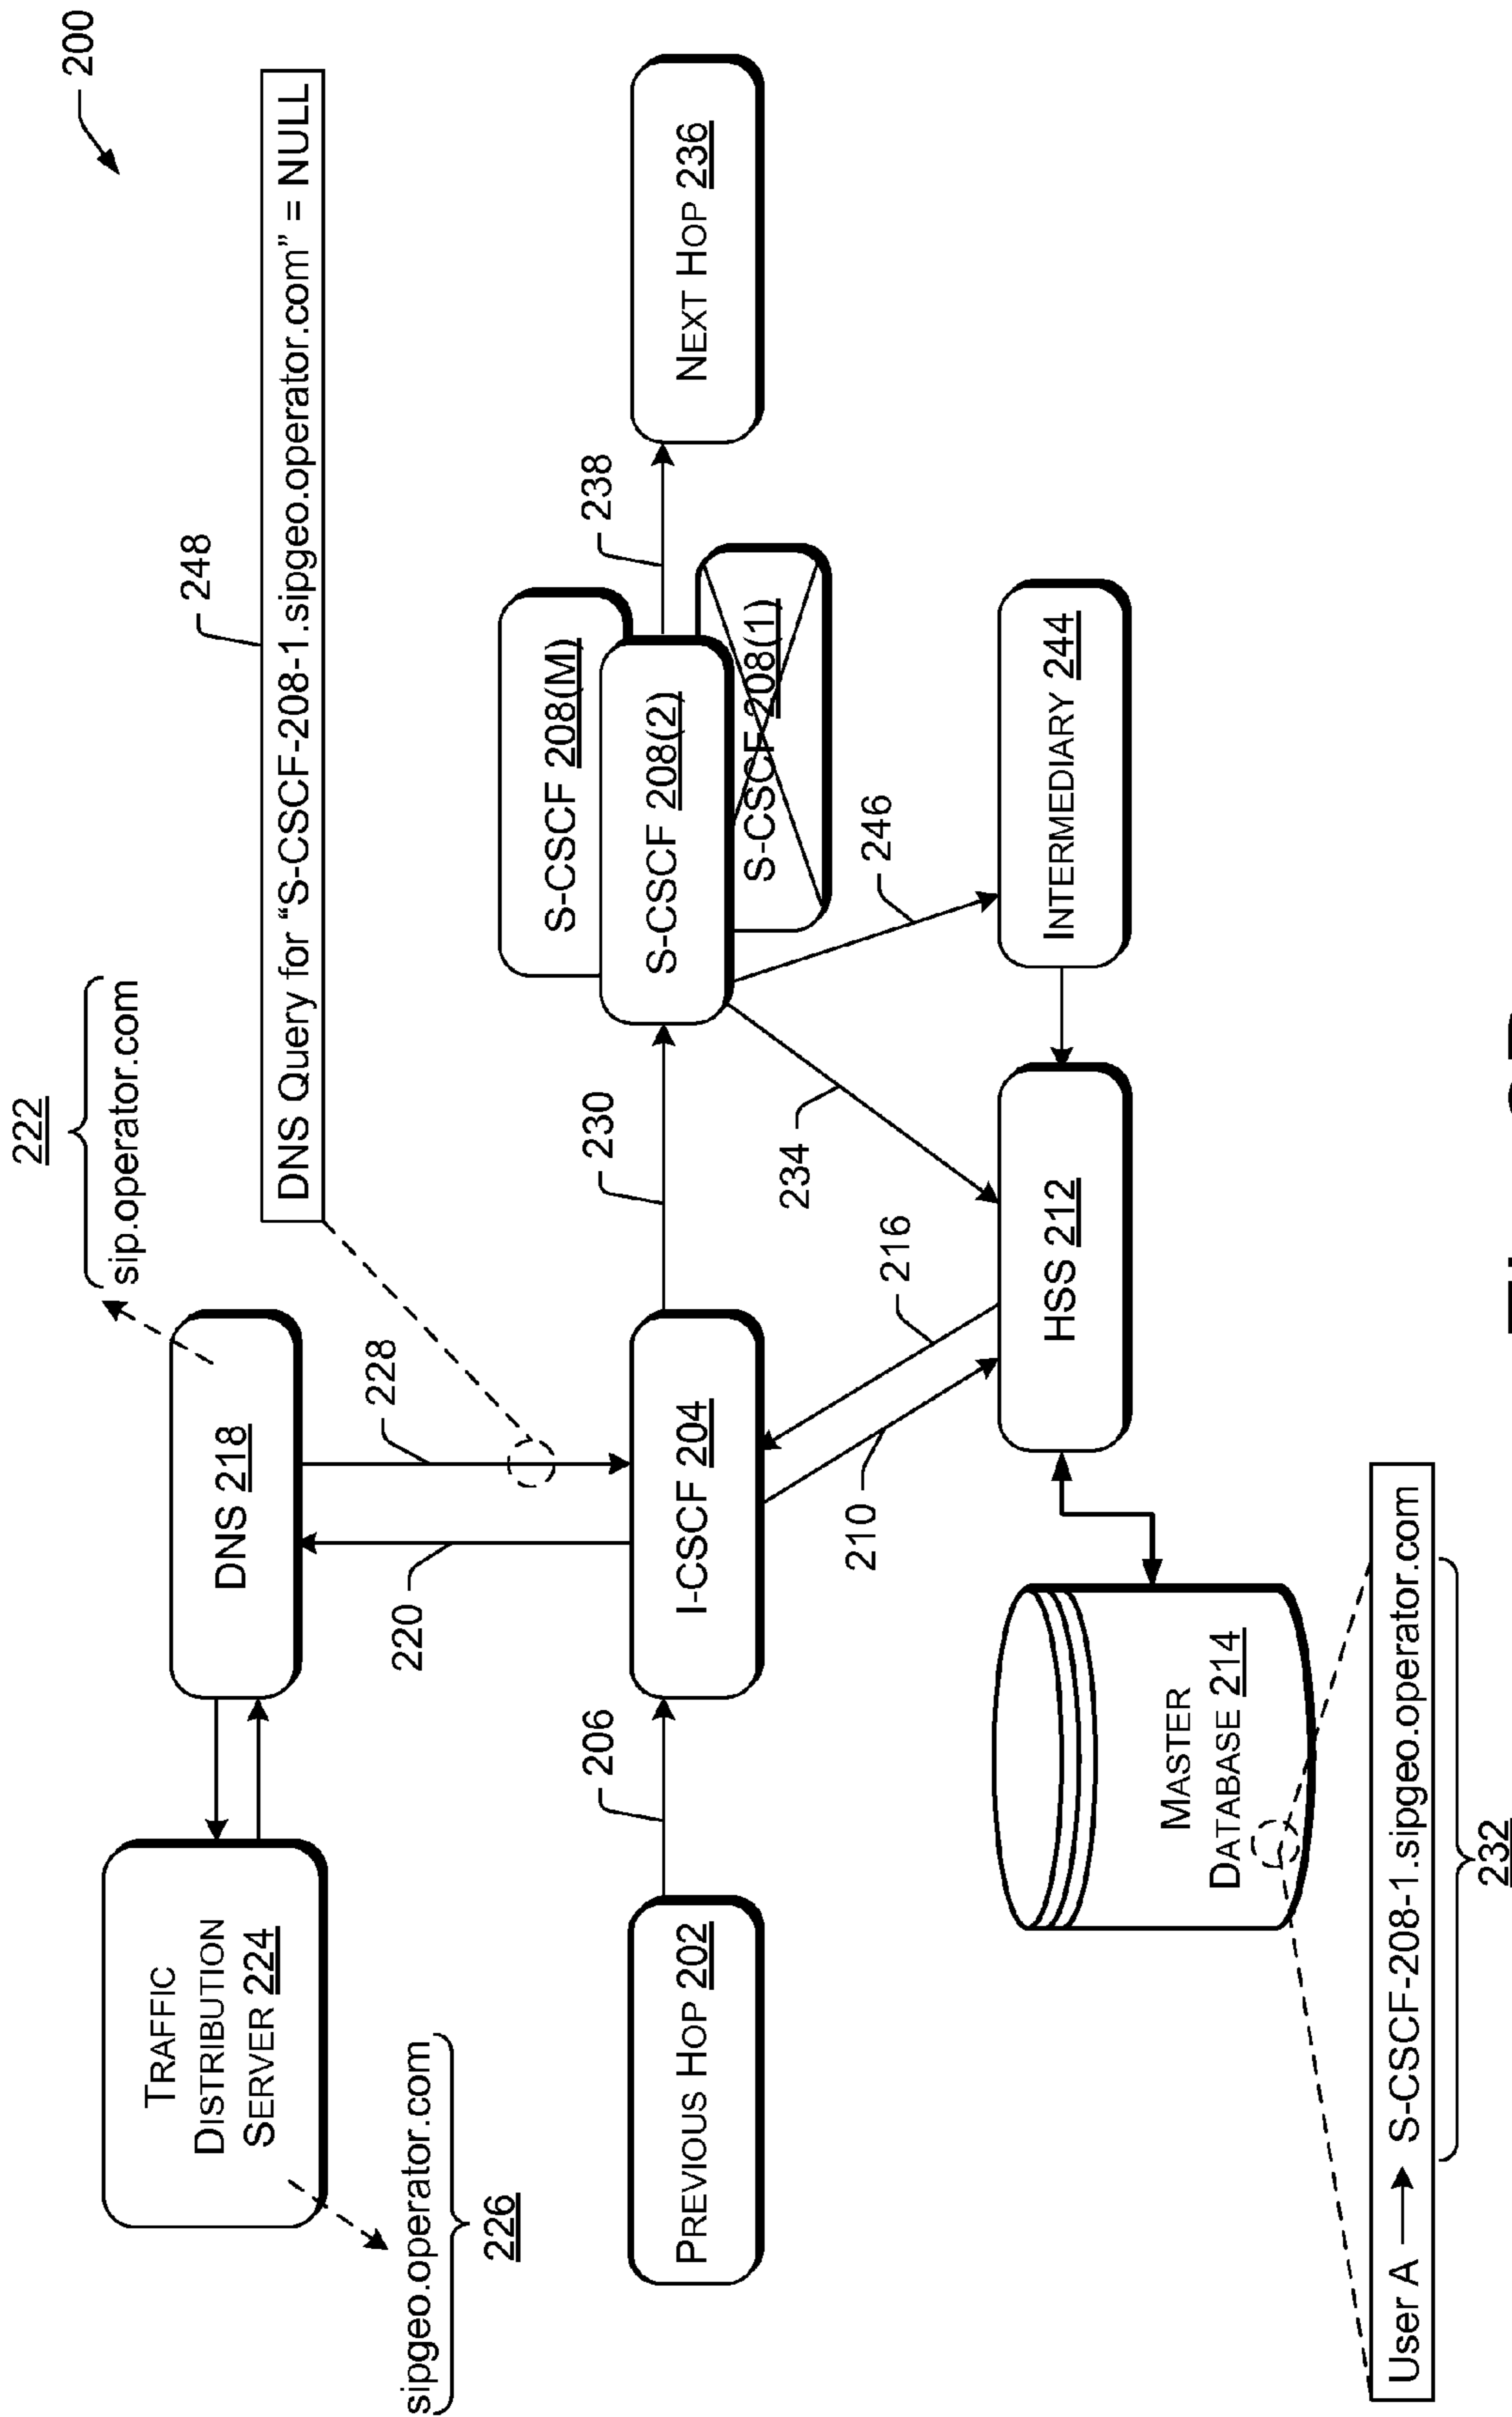 200
222
sip.operator.com
248
DNS Query for “S-CSCF-208-1.sipgeo.operator.com” = NULL
TRAFFIC
DISTRIBUTION
SERVER 224
DNS 218
sipgeo.operator.com
226
220
228
PREVIOUS HOP 202
206
I-CSCF 204
230
S-CSCF 208(M)
S-CSCF 208(2)
S-CSCF 208(1)
238
NEXT HOP 236
210
216
234
246
MASTER
DATABASE 214
HSS 212
INTERMEDIARY 244
User A
S-CSCF-208-1.sipgeo.operator.com
232